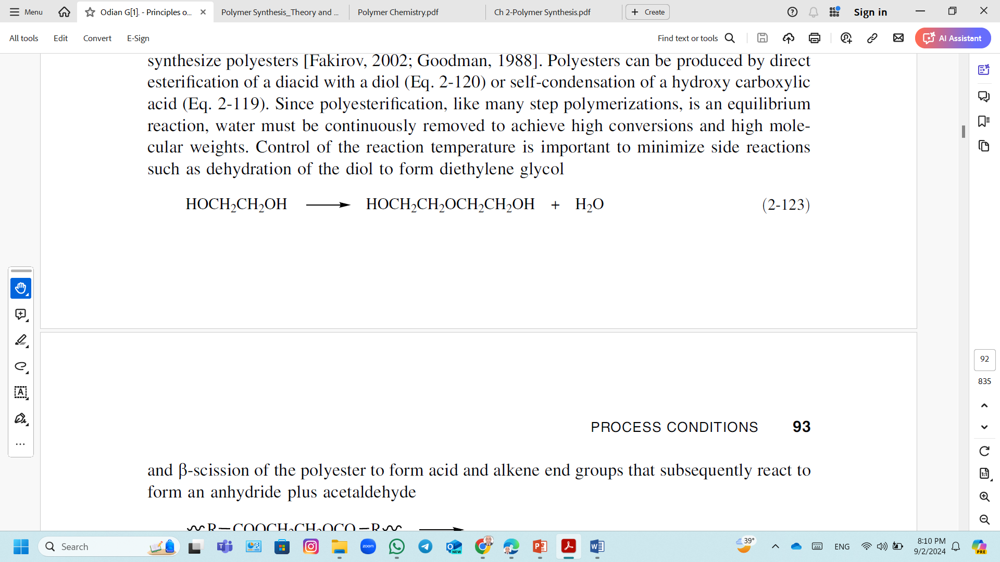 Menu
Odian G[1]. - Principles o...
Polymer Synthesis_Theory and ...
Polymer Chemistry.pdf
Ch 2-Polymer Synthesis.pdf
Create
Sign in
All tools
Edit
Convert
E-Sign
Find text or tools
AI Assistant
synthesize polyesters [Fakirov, 2002; Goodman, 1988]. Polyesters can be produced by direct
esterification of a diacid with a diol (Eq. 2-120) or self-condensation of a hydroxy carboxylic
acid (Eq. 2-119). Since polyesterification, like many step polymerizations, is an equilibrium
reaction, water must be continuously removed to achieve high conversions and high mole-
cular weights. Control of the reaction temperature is important to minimize side reactions
such as dehydration of the diol to form diethylene glycol
HOCH₂CH₂OH ⟶ HOCH₂CH₂OCH₂CH₂OH + H₂O (2-123)
92
835
PROCESS CONDITIONS 93
and β-scission of the polyester to form acid and alkene end groups that subsequently react to
form an anhydride plus acetaldehyde
R–COOCH₂CH₂OCO–R ⟶
Search
zoom
NEW
39°
ENG
8:10 PM
9/2/2024
PRE